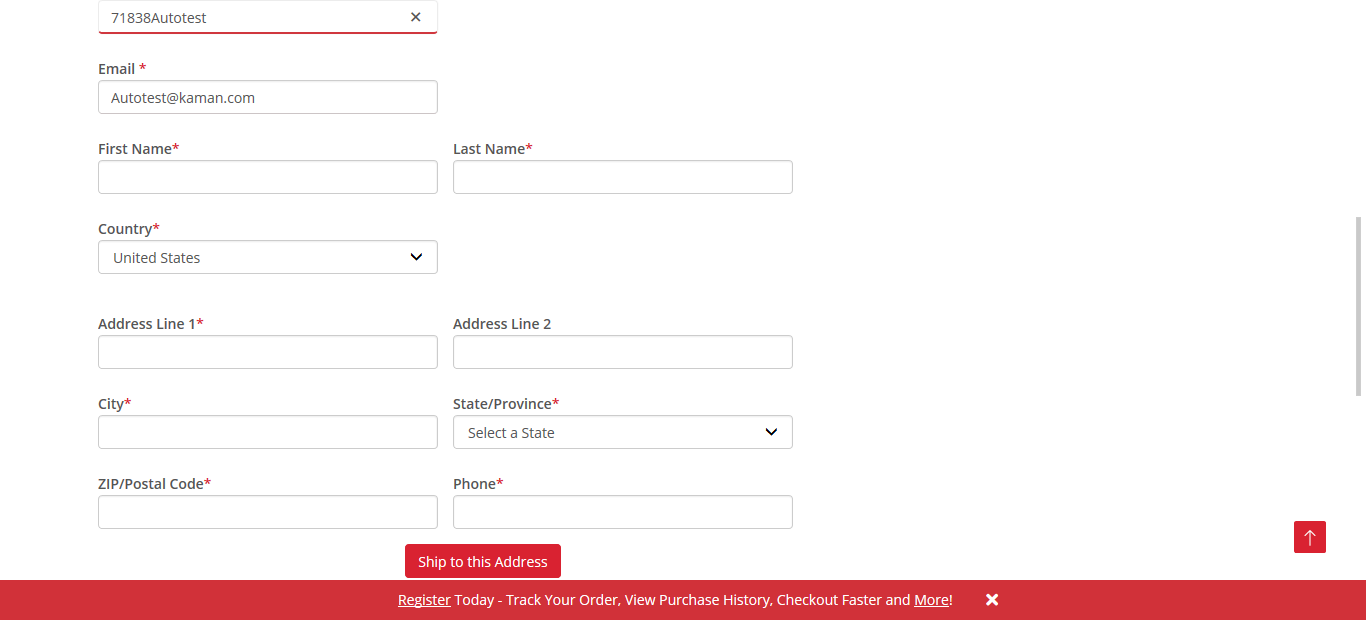 71838Autotest
Email *
Autotest@kaman.com
First Name* Last Name*
Country*
United States
Address Line 1* Address Line 2
City* State/Province*
Select a State
ZIP/Postal Code* Phone*
Ship to this Address
Register Today - Track Your Order, View Purchase History, Checkout Faster and More!